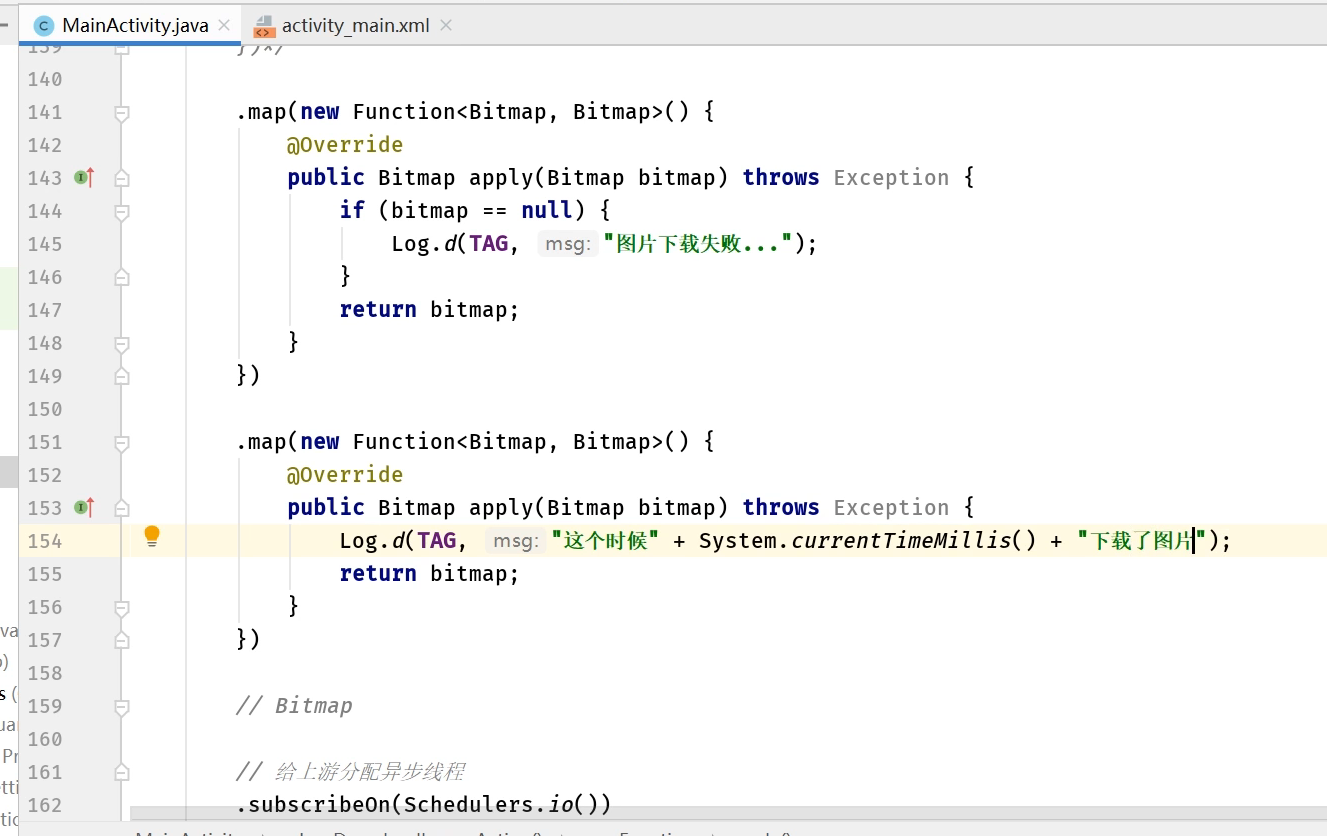 MainActivity.java
activity_main.xml
139 })*/
140
141 .map(new Function<Bitmap, Bitmap>() {
142 @Override
143 public Bitmap apply(Bitmap bitmap) throws Exception {
144 if (bitmap == null) {
145 Log.d(TAG, msg: "图片下载失败...");
146 }
147 return bitmap;
148 }
149 })
150
151 .map(new Function<Bitmap, Bitmap>() {
152 @Override
153 public Bitmap apply(Bitmap bitmap) throws Exception {
154 Log.d(TAG, msg: "这个时候" + System.currentTimeMillis() + "下载了图片");
155 return bitmap;
156 }
157 })
158
159 // Bitmap
160
161 // 给上游分配异步线程
162 .subscribeOn(Schedulers.io())